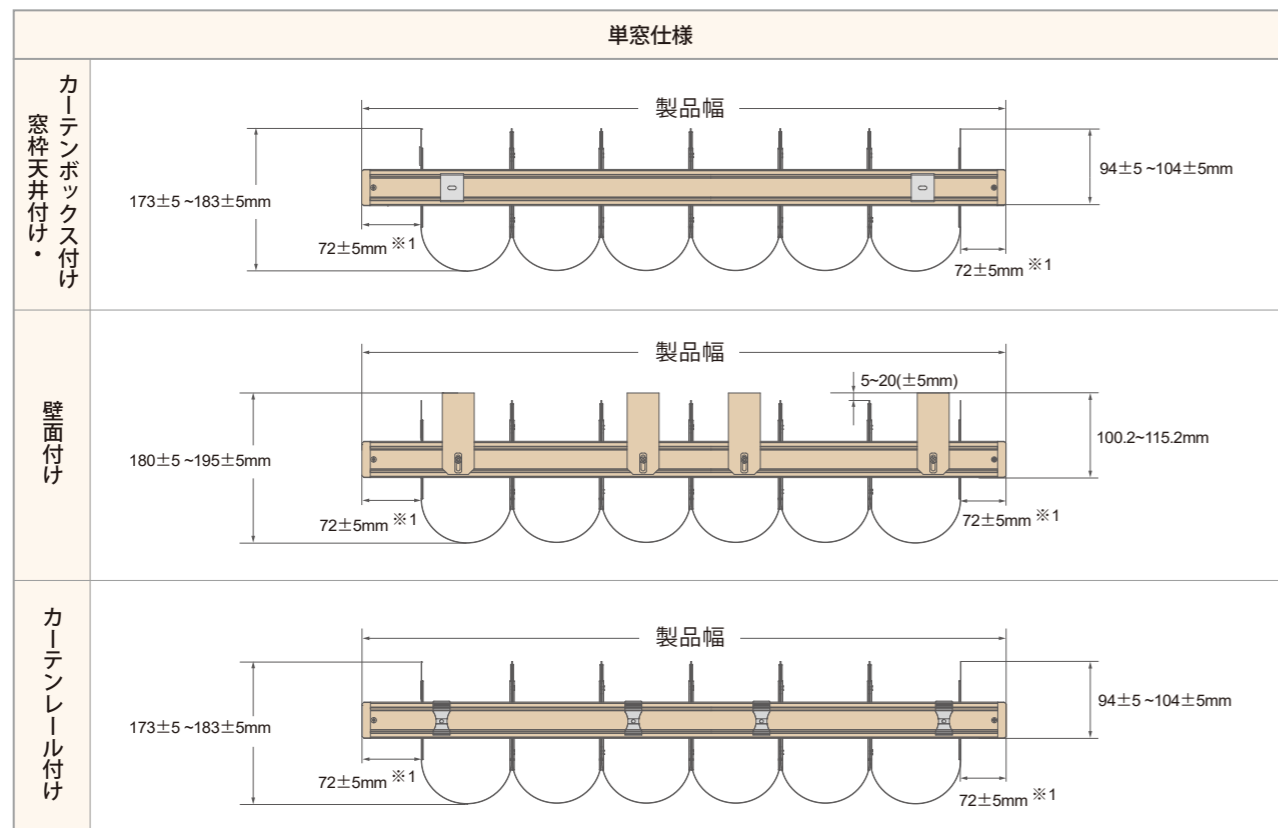 単窓仕様
窓枠天井付け・
カーテンボックス付け
製品幅
173±5 ~183±5mm
94±5 ~104±5mm
72±5mm ※1
72±5mm ※1
壁面付け
製品幅
5~20(±5mm)
180±5 ~195±5mm
100.2~115.2mm
72±5mm ※1
72±5mm ※1
カーテンレール付け
製品幅
173±5 ~183±5mm
94±5 ~104±5mm
72±5mm ※1
72±5mm ※1